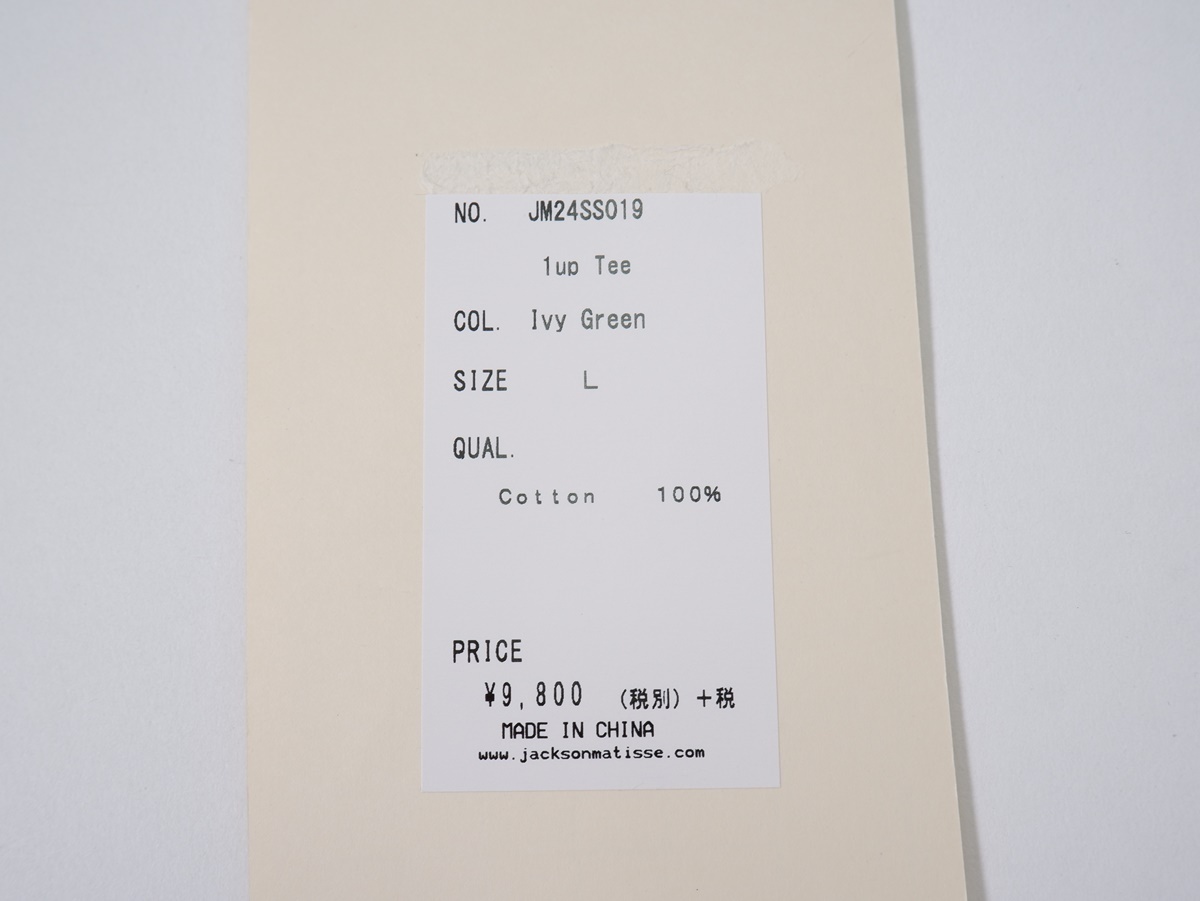 NO. JM24SS019
1up Tee
COL. Ivy Green
SIZE L
QUAL.
Cotton 100%
PRICE
¥9,800 (税別)+税
MADE IN CHINA
www.jacksonmatisse.com